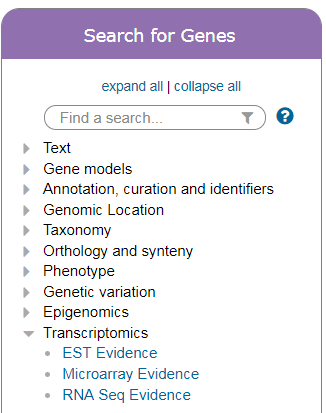 Search for Genes
expand all | collapse all
Find a search...
Text
Gene models
Annotation, curation and identifiers
Genomic Location
Taxonomy
Orthology and synteny
Phenotype
Genetic variation
Epigenomics
Transcriptomics
EST Evidence
Microarray Evidence
RNA Seq Evidence